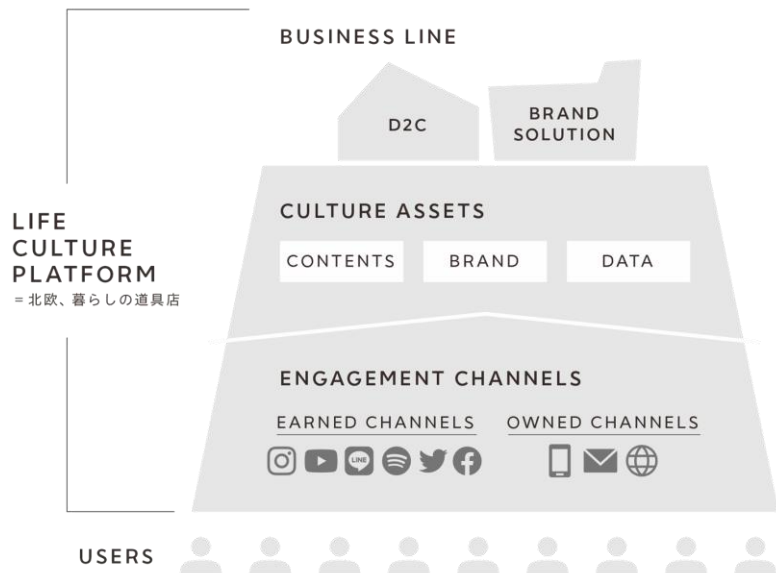 BUSINESS LINE
D2C
BRAND
SOLUTION
LIFE
CULTURE
PLATFORM
=北欧、暮らしの道具店
CULTURE ASSETS
CONTENTS
BRAND
DATA
ENGAGEMENT CHANNELS
EARNED CHANNELS
OWNED CHANNELS
LINE
USERS